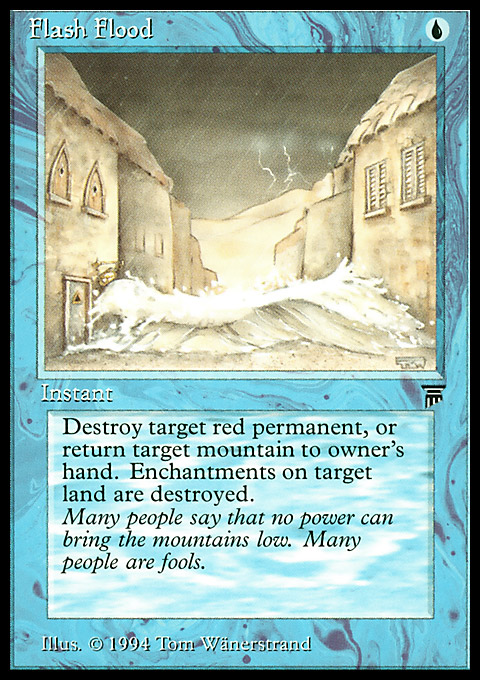 Flash Flood
Instant
Destroy target red permanent, or
return target mountain to owner's
hand. Enchantments on target
land are destroyed.
Many people say that no power can
bring the mountains low. Many
people are fools.
Illus. © 1994 Tom Wänerstrand